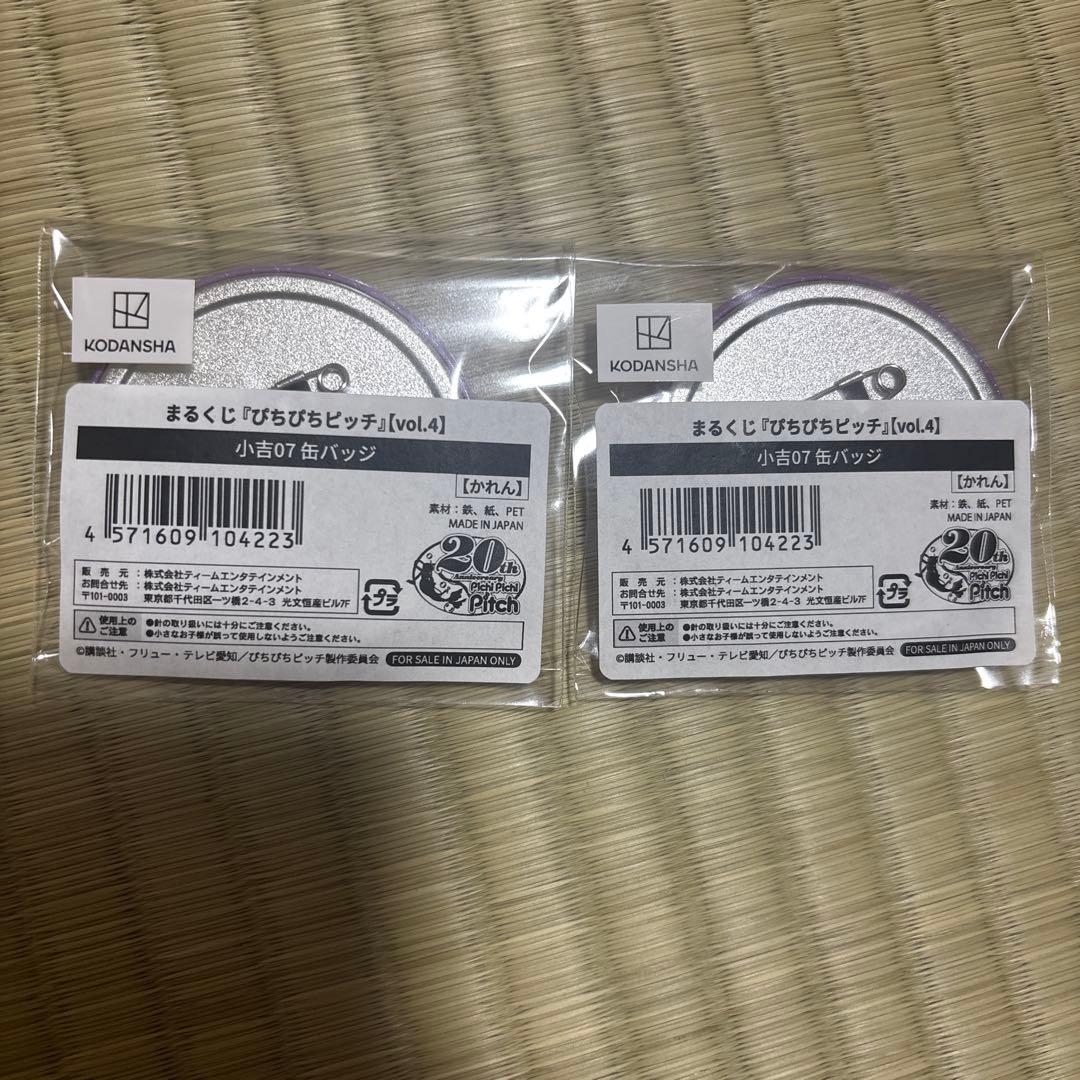 KODANSHA
まるくじ『ぴちぴちピッチ』【vol.4】
小吉07 缶バッジ
【かれん】
素材：鉄、紙、PET
MADE IN JAPAN
4 571609 104223
20th
Anniversary
Pichi Pichi
Pitch
販売元：株式会社ティームエンタテインメント
お問合せ先：株式会社ティームエンタテインメント
〒101-0003 東京都千代田区一ツ橋2-4-3 光文恒産ビル7F
プラ
使用上のご注意
●針の取り扱いには十分にご注意ください。
●小さなお子様が誤って使用しないようご注意ください。
©講談社・フリュー・テレビ愛知／ぴちぴちピッチ製作委員会 FOR SALE IN JAPAN ONLY
KODANSHA
まるくじ『ぴちぴちピッチ』【vol.4】
小吉07 缶バッジ
【かれん】
素材：鉄、紙、PET
MADE IN JAPAN
4 571609 104223
20th
Anniversary
Pichi Pichi
Pitch
販売元：株式会社ティームエンタテインメント
お問合せ先：株式会社ティームエンタテインメント
〒101-0003 東京都千代田区一ツ橋2-4-3 光文恒産ビル7F
プラ
使用上のご注意
●針の取り扱いには十分にご注意ください。
●小さなお子様が誤って使用しないようご注意ください。
©講談社・フリュー・テレビ愛知／ぴちぴちピッチ製作委員会 FOR SALE IN JAPAN ONLY